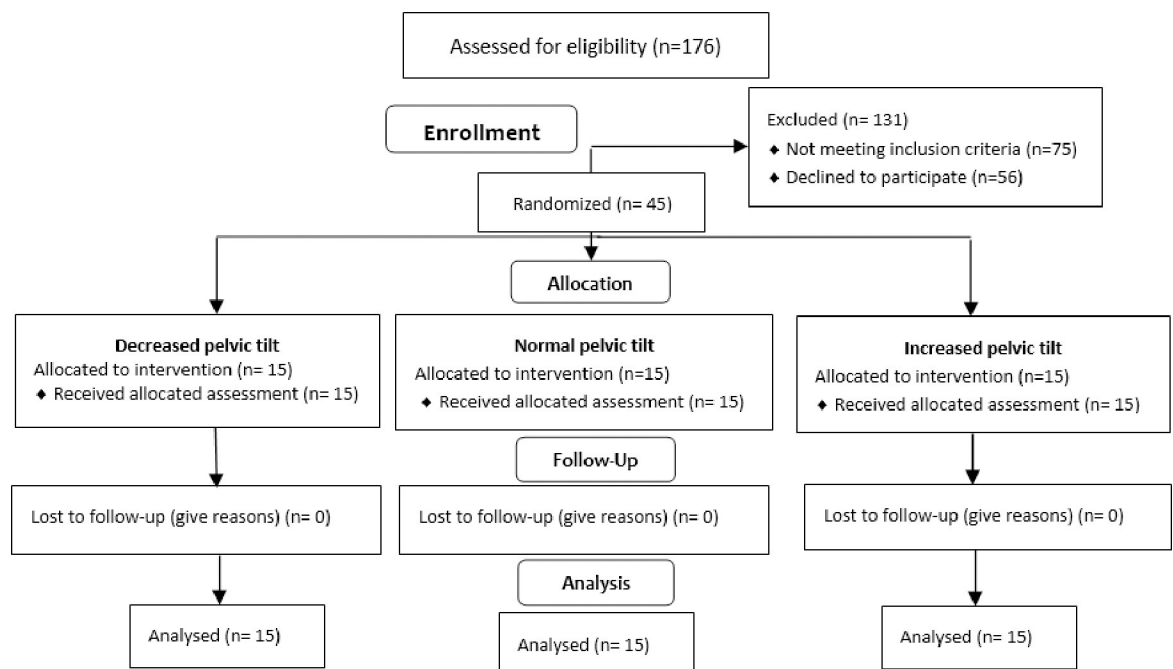 Assessed for eligibility (n=176)
Enrollment
Excluded (n= 131)
♦ Not meeting inclusion criteria (n=75)
♦ Declined to participate (n=56)
Randomized (n= 45)
Allocation
Decreased pelvic tilt
Allocated to intervention (n= 15)
♦ Received allocated assessment (n= 15)
Normal pelvic tilt
Allocated to intervention (n=15)
♦ Received allocated assessment (n= 15)
Increased pelvic tilt
Allocated to intervention (n=15)
♦ Received allocated assessment (n= 15)
Follow-Up
Lost to follow-up (give reasons) (n= 0)
Lost to follow-up (give reasons) (n= 0)
Lost to follow-up (give reasons) (n= 0)
Analysis
Analysed (n= 15)
Analysed (n= 15)
Analysed (n= 15)